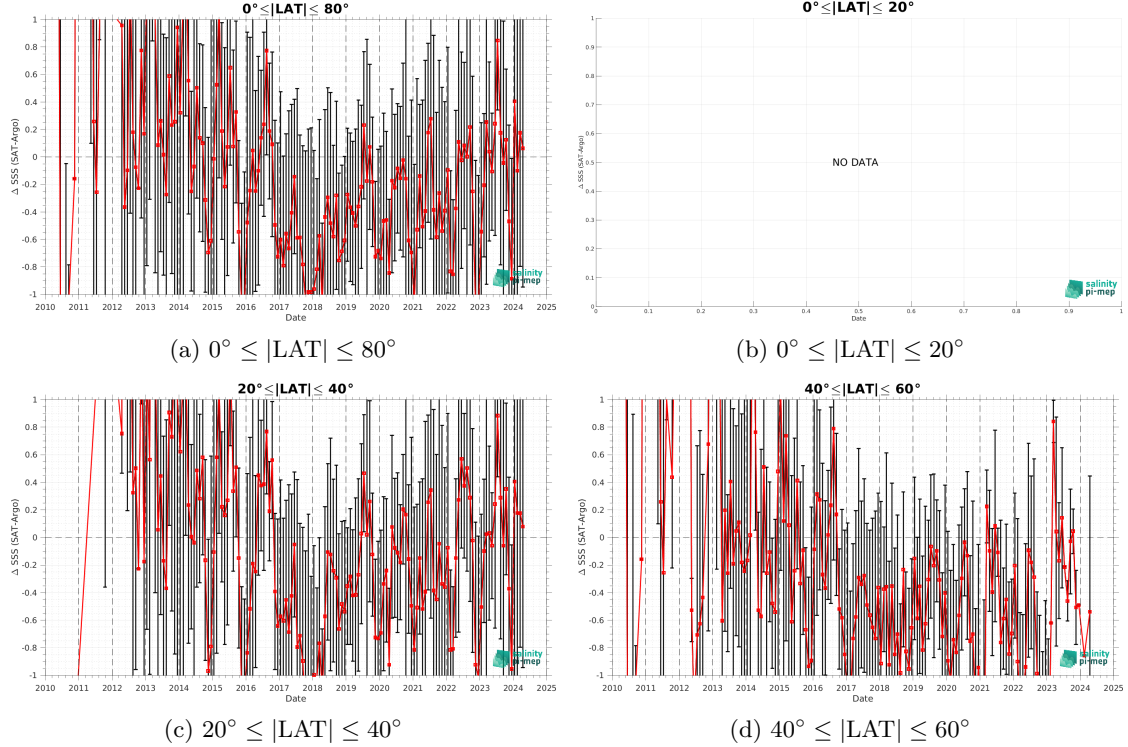 0°≤|LAT|≤ 80°
1
0.8
0.6
0.4
0.2
0
-0.2
-0.4
-0.6
-0.8
-1
Δ SSS (SAT-Argo)
2010 2011 2012 2013 2014 2015 2016 2017 2018 2019 2020 2021 2022 2023 2024 2025
Date
salinity
pi-mep
(a) 0° ≤ |LAT| ≤ 80°
0°≤|LAT|≤ 20°
1
0.9
0.8
0.7
0.6
0.5
0.4
0.3
0.2
0.1
0
Δ SSS (SAT-Argo)
NO DATA
0 0.1 0.2 0.3 0.4 0.5 0.6 0.7 0.8 0.9 1
Date
salinity
pi-mep
(b) 0° ≤ |LAT| ≤ 20°
20°≤|LAT|≤ 40°
1
0.8
0.6
0.4
0.2
0
-0.2
-0.4
-0.6
-0.8
-1
Δ SSS (SAT-Argo)
2010 2011 2012 2013 2014 2015 2016 2017 2018 2019 2020 2021 2022 2023 2024 2025
Date
salinity
pi-mep
(c) 20° ≤ |LAT| ≤ 40°
40°≤|LAT|≤ 60°
1
0.8
0.6
0.4
0.2
0
-0.2
-0.4
-0.6
-0.8
-1
Δ SSS (SAT-Argo)
2010 2011 2012 2013 2014 2015 2016 2017 2018 2019 2020 2021 2022 2023 2024 2025
Date
salinity
pi-mep
(d) 40° ≤ |LAT| ≤ 60°